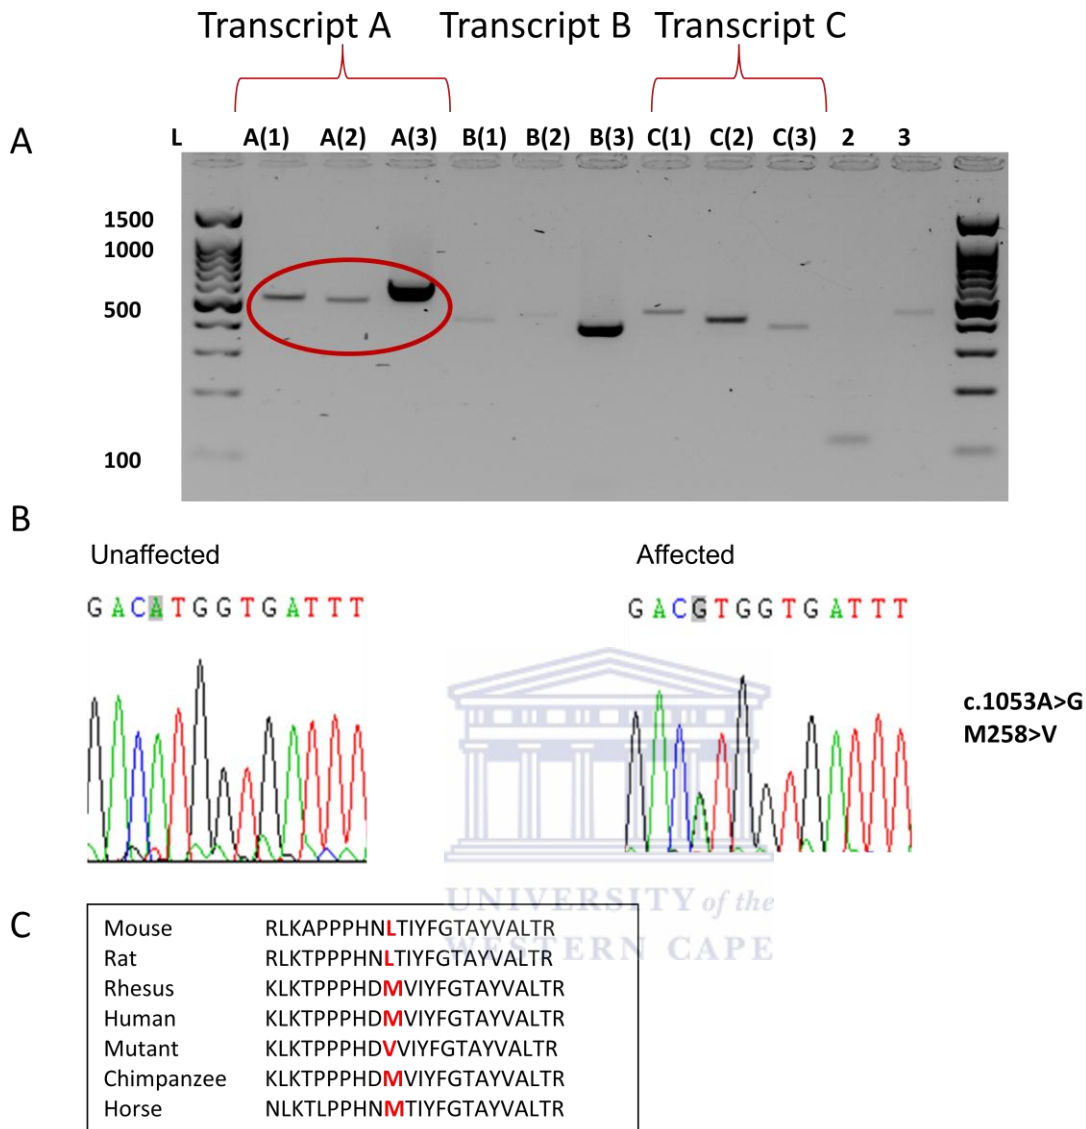 Transcript A Transcript B Transcript C
A
L A(1) A(2) A(3) B(1) B(2) B(3) C(1) C(2) C(3) 2 3
1500
1000
500
100
B
Unaffected Affected
G A C A T G G T G A T T T G A C G T G G T G A T T T
c.1053A>G
M258>V
UNIVERSITY of the
WESTERN CAPE
C
Mouse RLKAPPPHNLTIYFGTAYVALTR
Rat RLKTPPPHNLTIYFGTAYVALTR
Rhesus KLKTPPPHDMVIYFGTAYVALTR
Human KLKTPPPHDMVIYFGTAYVALTR
Mutant KLKTPPPHDVVIYFGTAYVALTR
Chimpanzee KLKTPPPHDMVIYFGTAYVALTR
Horse NLKTLPPHNMTIYFGTAYVALTR